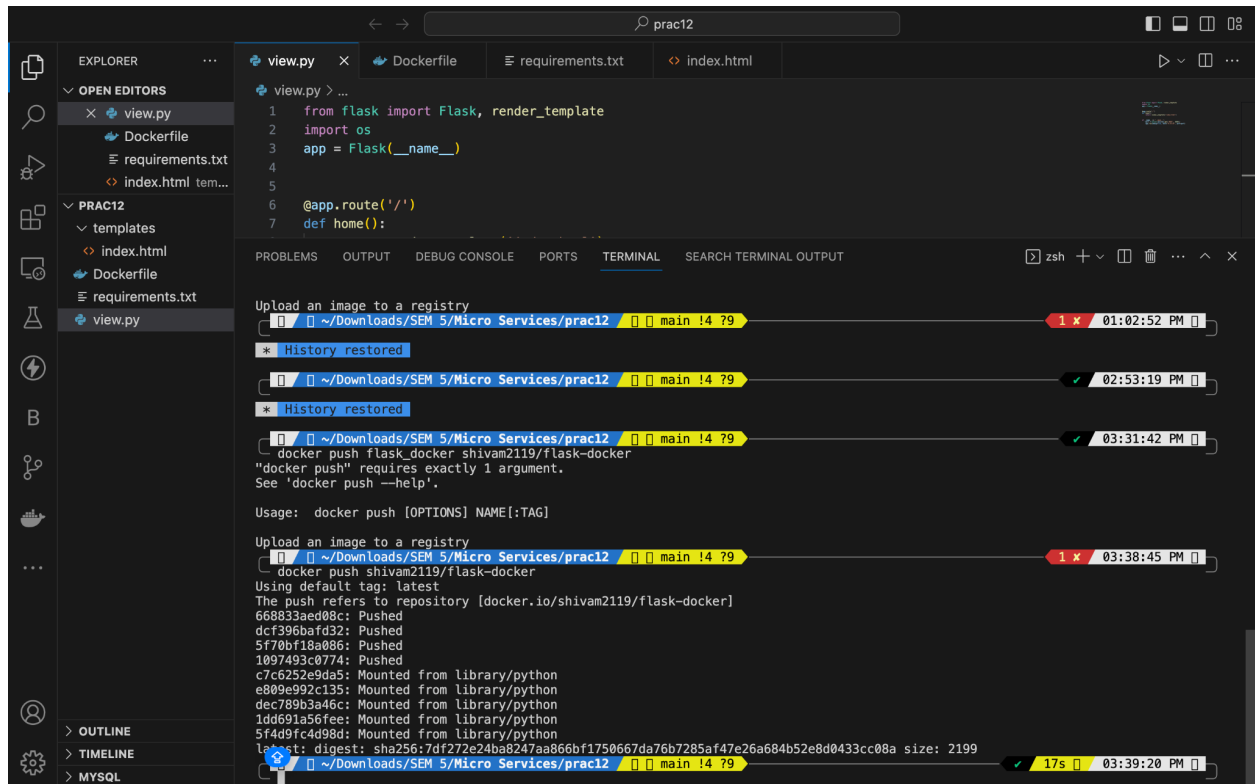 prac12
EXPLORER
view.py
Dockerfile
requirements.txt
index.html
OPEN EDITORS
view.py
Dockerfile
requirements.txt
index.html tem...
PRAC12
templates
index.html
Dockerfile
requirements.txt
view.py
OUTLINE
TIMELINE
MYSQL
view.py > ...
1 from flask import Flask, render_template
2 import os
3 app = Flask(__name__)
4
5
6 @app.route('/')
7 def home():
PROBLEMS OUTPUT DEBUG CONSOLE PORTS TERMINAL SEARCH TERMINAL OUTPUT
zsh
Upload an image to a registry
~/Downloads/SEM 5/Micro Services/prac12 main !4 ?9 1 ✘ 01:02:52 PM
* History restored
~/Downloads/SEM 5/Micro Services/prac12 main !4 ?9 ✔ 02:53:19 PM
* History restored
~/Downloads/SEM 5/Micro Services/prac12 main !4 ?9 ✔ 03:31:42 PM
docker push flask_docker shivam2119/flask-docker
"docker push" requires exactly 1 argument.
See 'docker push --help'.
Usage:  docker push [OPTIONS] NAME[:TAG]
Upload an image to a registry
~/Downloads/SEM 5/Micro Services/prac12 main !4 ?9 1 ✘ 03:38:45 PM
docker push shivam2119/flask-docker
Using default tag: latest
The push refers to repository [docker.io/shivam2119/flask-docker]
668833aed08c: Pushed
dcf396bafd32: Pushed
5f70bf18a086: Pushed
1097493c0774: Pushed
c7c6252e9da5: Mounted from library/python
e809e992c135: Mounted from library/python
dec789b3a46c: Mounted from library/python
1dd691a56fee: Mounted from library/python
5f4d9fc4d98d: Mounted from library/python
latest: digest: sha256:7df272e24ba8247aa866bf1750667da76b7285af47e26a684b52e8d0433cc08a size: 2199
~/Downloads/SEM 5/Micro Services/prac12 main !4 ?9 ✔ 17s 03:39:20 PM